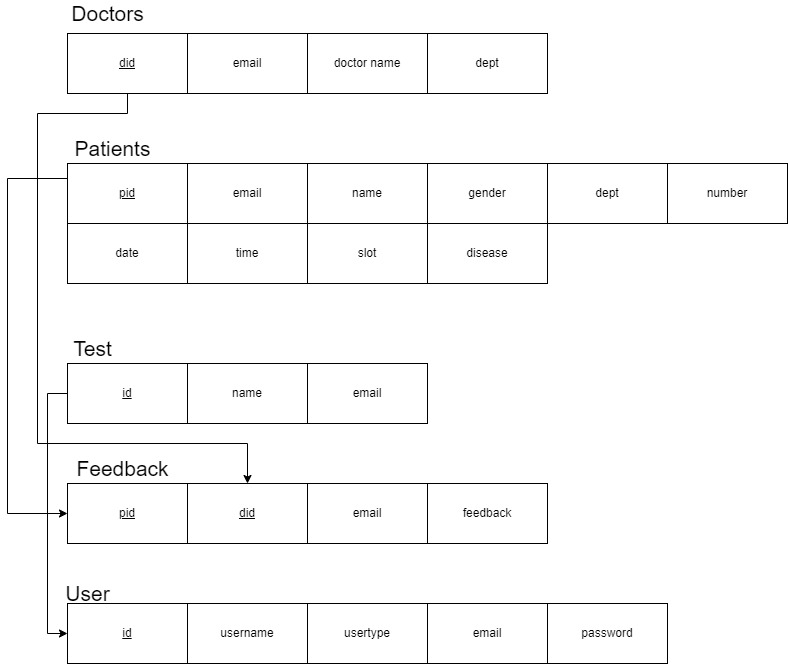 Doctors
did email doctor name dept
Patients
pid email name gender dept number
date time slot disease
Test
id name email
Feedback
pid did email feedback
User
id username usertype email password